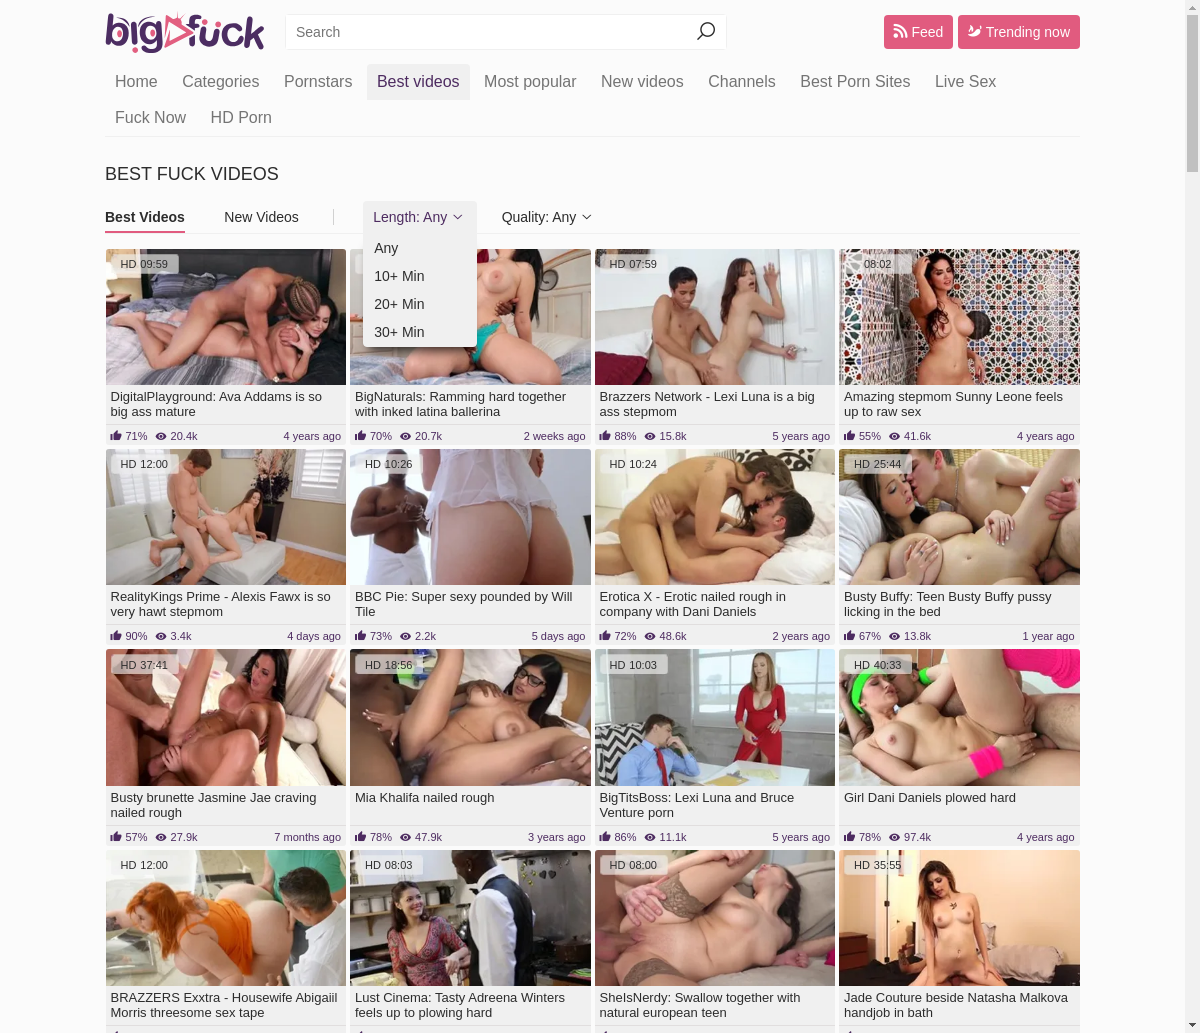 bigfuck
Search
Feed
Trending now
Home Categories Pornstars Best videos Most popular New videos Channels Best Porn Sites Live Sex
Fuck Now HD Porn
BEST FUCK VIDEOS
Best Videos New Videos Length: Any Quality: Any
Any
10+ Min
20+ Min
30+ Min
HD 09:59
DigitalPlayground: Ava Addams is so
big ass mature
71% 20.4k 4 years ago
BigNaturals: Ramming hard together
with inked latina ballerina
70% 20.7k 2 weeks ago
HD 07:59
Brazzers Network - Lexi Luna is a big
ass stepmom
88% 15.8k 5 years ago
08:02
Amazing stepmom Sunny Leone feels
up to raw sex
55% 41.6k 4 years ago
HD 12:00
RealityKings Prime - Alexis Fawx is so
very hawt stepmom
90% 3.4k 4 days ago
HD 10:26
BBC Pie: Super sexy pounded by Will
Tile
73% 2.2k 5 days ago
HD 10:24
Erotica X - Erotic nailed rough in
company with Dani Daniels
72% 48.6k 2 years ago
HD 25:44
Busty Buffy: Teen Busty Buffy pussy
licking in the bed
67% 13.8k 1 year ago
HD 37:41
Busty brunette Jasmine Jae craving
nailed rough
57% 27.9k 7 months ago
HD 18:56
Mia Khalifa nailed rough
78% 47.9k 3 years ago
HD 10:03
BigTitsBoss: Lexi Luna and Bruce
Venture porn
86% 11.1k 5 years ago
HD 40:33
Girl Dani Daniels plowed hard
78% 97.4k 4 years ago
HD 12:00
BRAZZERS Exxtra - Housewife Abigaiil
Morris threesome sex tape
HD 08:03
Lust Cinema: Tasty Adreena Winters
feels up to plowing hard
HD 08:00
SheIsNerdy: Swallow together with
natural european teen
HD 35:55
Jade Couture beside Natasha Malkova
handjob in bath